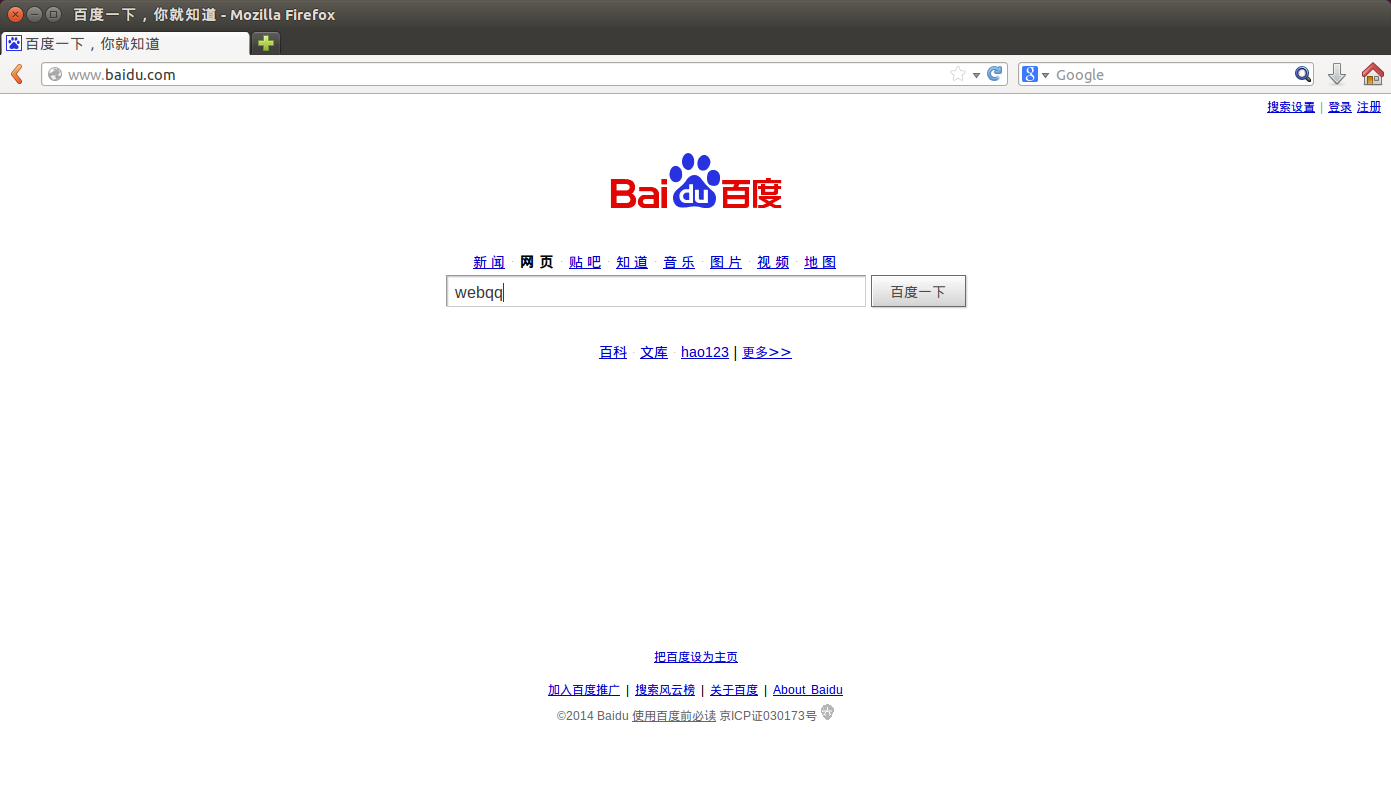 百度一下，你就知道 - Mozilla Firefox
百度一下，你就知道
www.baidu.com
8 Google
搜索设置 | 登录 注册
Bai du 百度
新 闻 网 页 贴 吧 知 道 音 乐 图 片 视 频 地 图
webqq 百度一下
百科 文库 hao123 | 更多>>
把百度设为主页
加入百度推广 | 搜索风云榜 | 关于百度 | About Baidu
©2014 Baidu 使用百度前必读 京ICP证030173号